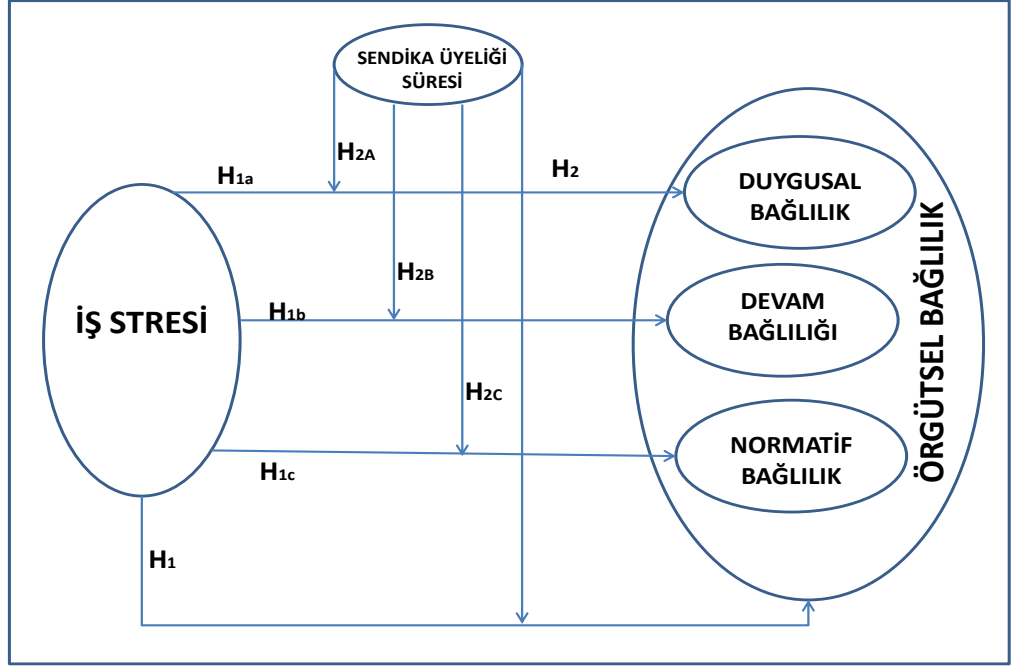 SENDİKA ÜYELİĞİ
SÜRESİ
H2A
H1a
H2
DUYGUSAL
BAĞLILIK
H2B
İŞ STRESİ
H1b
DEVAM
BAĞLILIĞI
ÖRGÜTSEL BAĞLILIK
H2C
H1c
NORMATİF
BAĞLILIK
H1